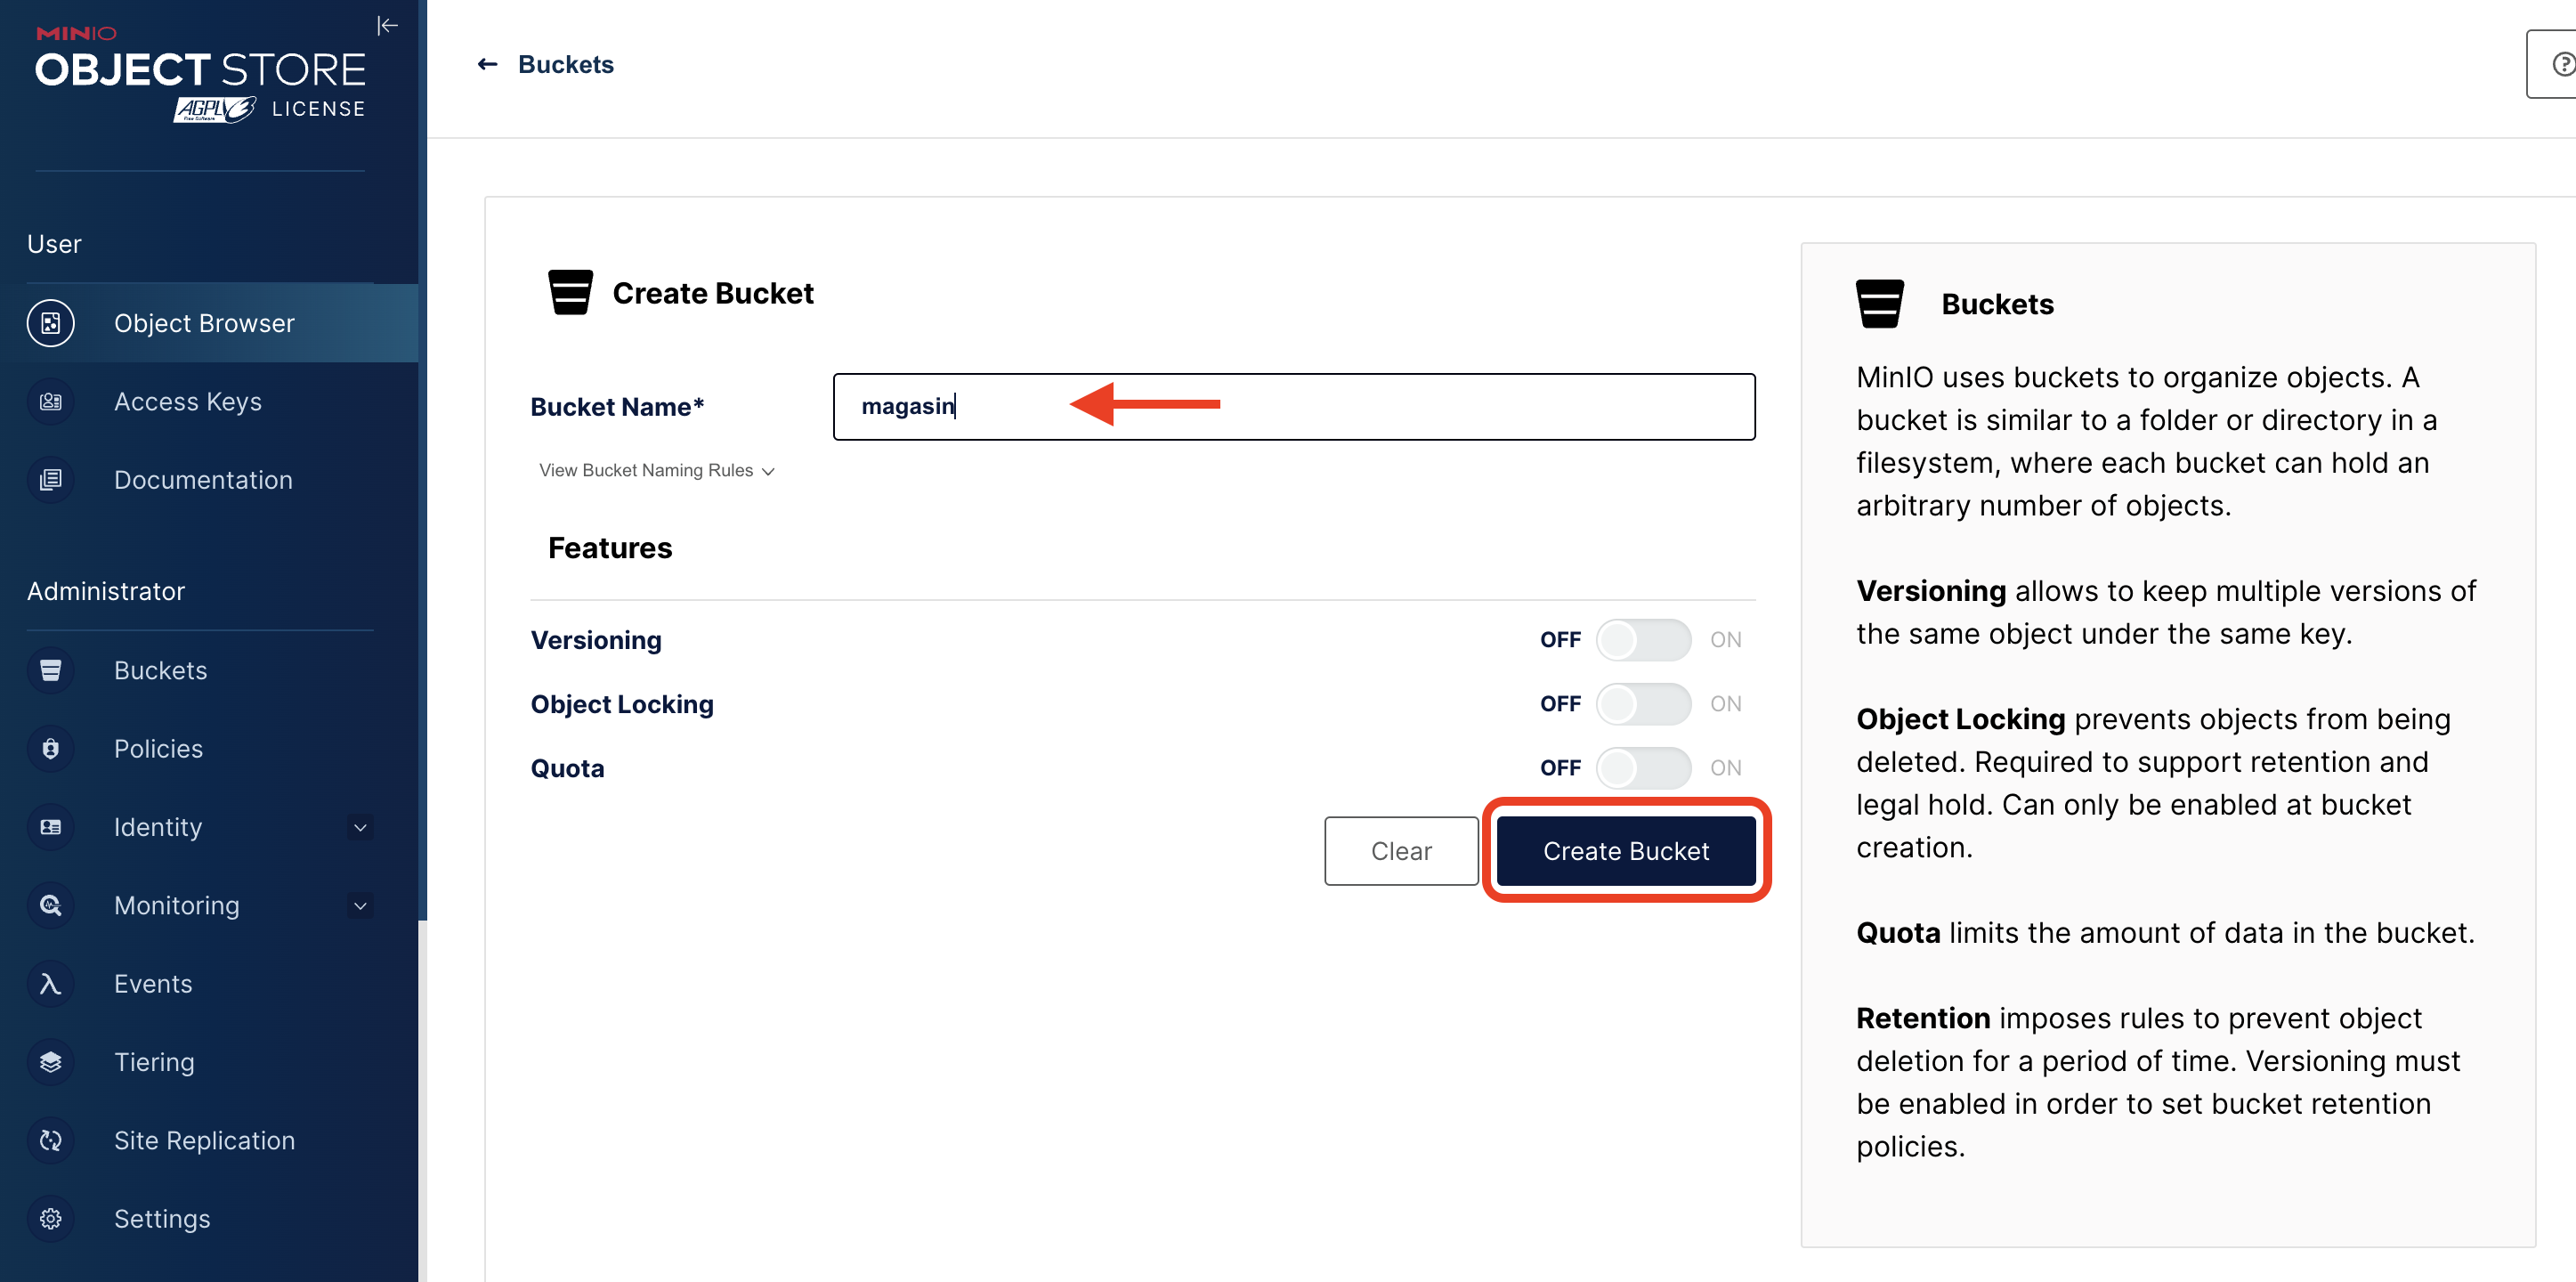 MINIO
OBJECT STORE
AGPL3 LICENSE
Free Software
User
Object Browser
Access Keys
Documentation
Administrator
Buckets
Policies
Identity
Monitoring
Events
Tiering
Site Replication
Settings
← Buckets
Create Bucket
Bucket Name*
magasin
View Bucket Naming Rules
Features
Versioning OFF ON
Object Locking OFF ON
Quota OFF ON
Clear
Create Bucket
Buckets
MinIO uses buckets to organize objects. A
bucket is similar to a folder or directory in a
filesystem, where each bucket can hold an
arbitrary number of objects.
Versioning allows to keep multiple versions of
the same object under the same key.
Object Locking prevents objects from being
deleted. Required to support retention and
legal hold. Can only be enabled at bucket
creation.
Quota limits the amount of data in the bucket.
Retention imposes rules to prevent object
deletion for a period of time. Versioning must
be enabled in order to set bucket retention
policies.